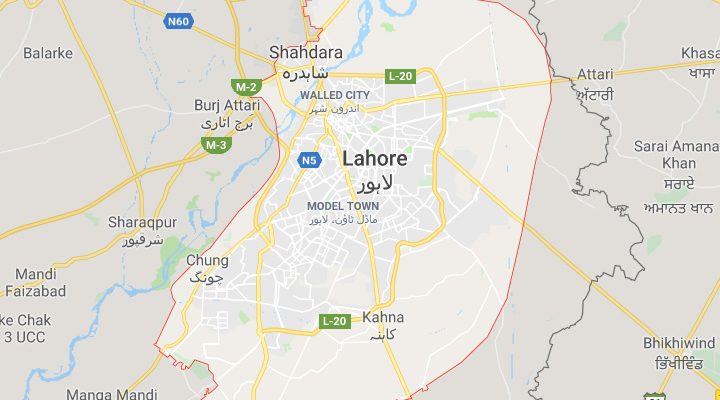 N60
Balarke
Shahdara
شاہدرہ
L-20
Khasa
ਖਾਸਾ
Attari
ਅੱਟਾਰੀ
M-2
WALLED CITY
اندرون شہر
Burj Attari
برج اٹاری
M-3
N5
Lahore
لاہور
Sarai Amana
Khan
ਸਰਾਏ
ਅਮਾਨਤ ਖਾਨ
MODEL TOWN
ماڈل ٹاؤن، لاہور
Sharaqpur
شرقپور
Chung
چونگ
Mandi
Faizabad
ke Chak
3 UCC
L-20
Kahna
کاہنہ
Bhikhiwind
ਭਿੱਖੀਵਿੰਡ
Manga Mandi